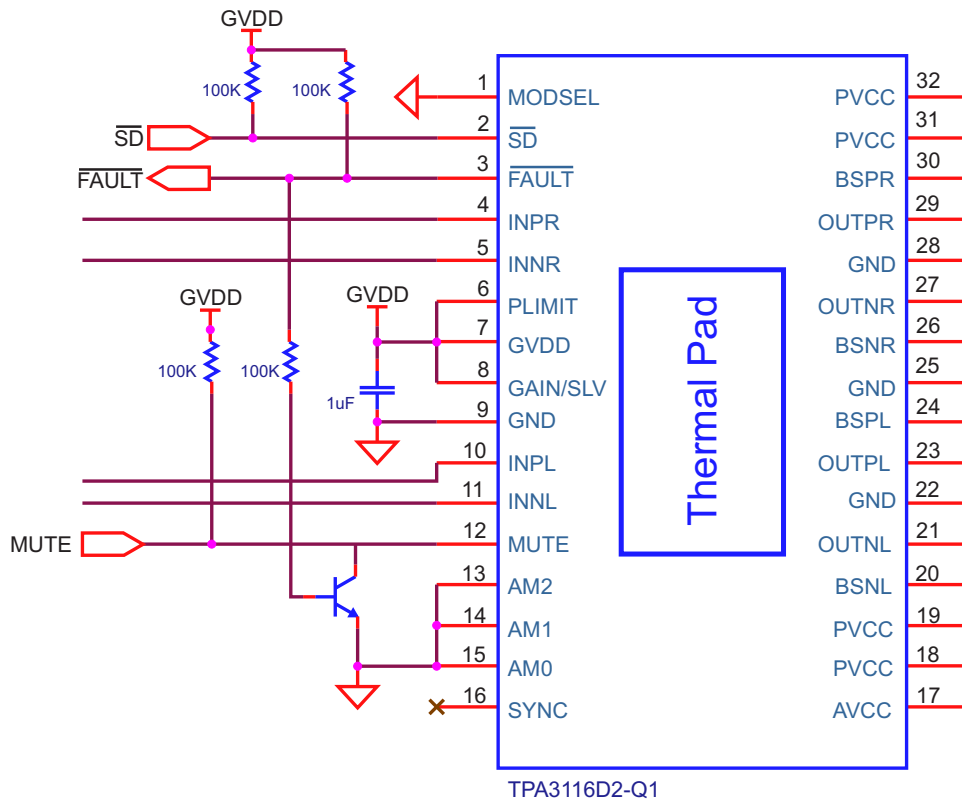 GVDD
100K
100K
S̅D̅
F̅A̅U̅L̅T̅
GVDD
GVDD
100K
100K
1uF
MUTE
1
MODSEL
2
S̅D̅
3
F̅A̅U̅L̅T̅
4
INPR
5
INNR
6
PLIMIT
7
GVDD
8
GAIN/SLV
9
GND
10
INPL
11
INNL
12
MUTE
13
AM2
14
AM1
15
AM0
16
SYNC
Thermal Pad
32
PVCC
31
PVCC
30
BSPR
29
OUTPR
28
GND
27
OUTNR
26
BSNR
25
GND
24
BSPL
23
OUTPL
22
GND
21
OUTNL
20
BSNL
19
PVCC
18
PVCC
17
AVCC
TPA3116D2-Q1